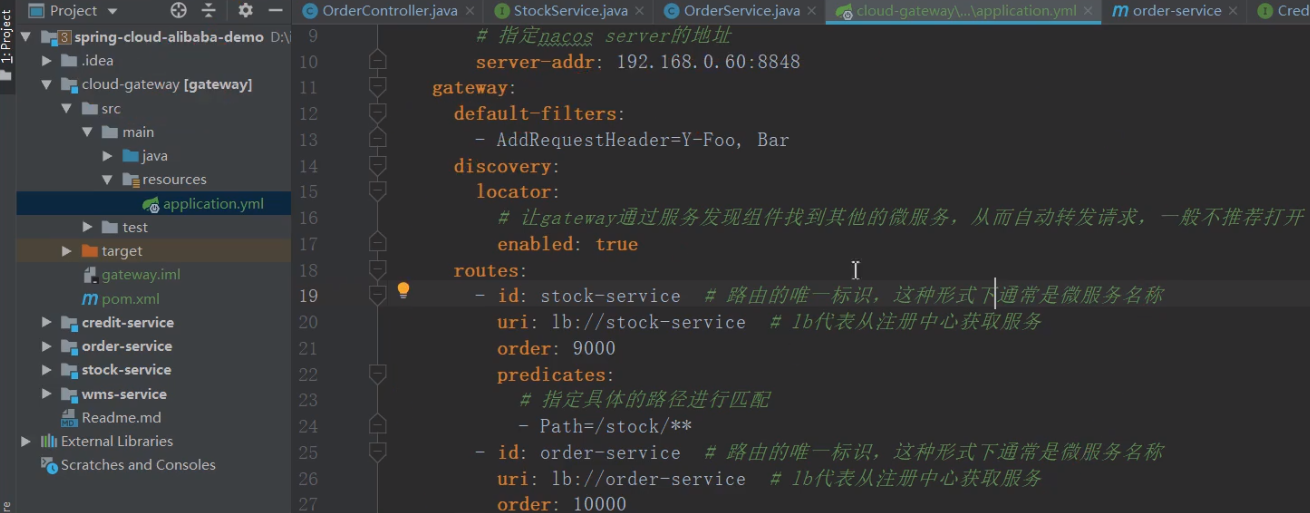 Project
OrderController.java
StockService.java
OrderService.java
cloud-gateway\...\application.yml
order-service
Cred
1: Project
spring-cloud-alibaba-demo D:\
.idea
cloud-gateway [gateway]
src
main
java
resources
application.yml
test
target
gateway.iml
pom.xml
credit-service
order-service
stock-service
wms-service
Readme.md
External Libraries
Scratches and Consoles
9 # 指定nacos server的地址
10 server-addr: 192.168.0.60:8848
11 gateway:
12 default-filters:
13 - AddRequestHeader=Y-Foo, Bar
14 discovery:
15 locator:
16 # 让gateway通过服务发现组件找到其他的微服务，从而自动转发请求，一般不推荐打开
17 enabled: true
18 routes:
19 - id: stock-service # 路由的唯一标识，这种形式下通常是微服务名称
20 uri: lb://stock-service # lb代表从注册中心获取服务
21 order: 9000
22 predicates:
23 # 指定具体的路径进行匹配
24 - Path=/stock/**
25 - id: order-service # 路由的唯一标识，这种形式下通常是微服务名称
26 uri: lb://order-service # lb代表从注册中心获取服务
27 order: 10000